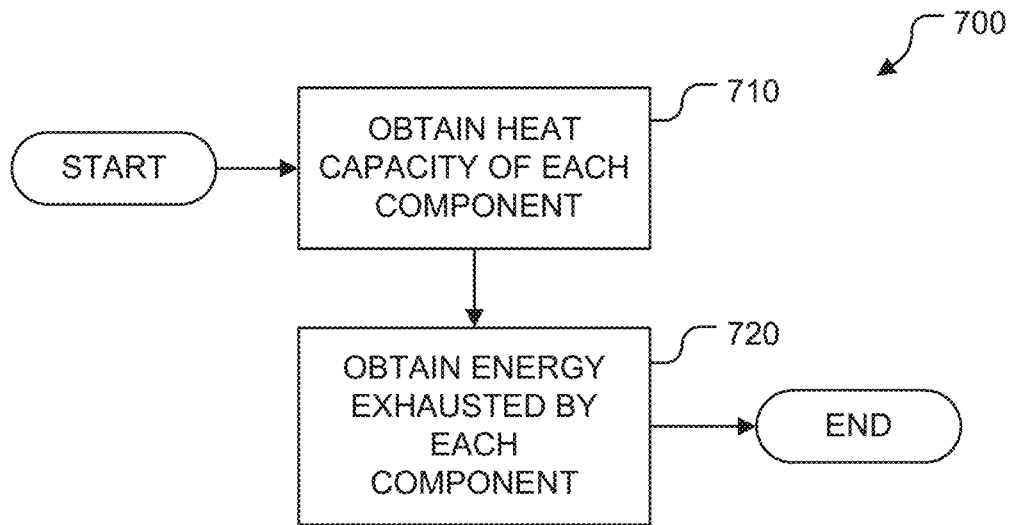 700
710
OBTAIN HEAT
CAPACITY OF EACH
COMPONENT
START
720
OBTAIN ENERGY
EXHAUSTED BY
EACH
COMPONENT
END